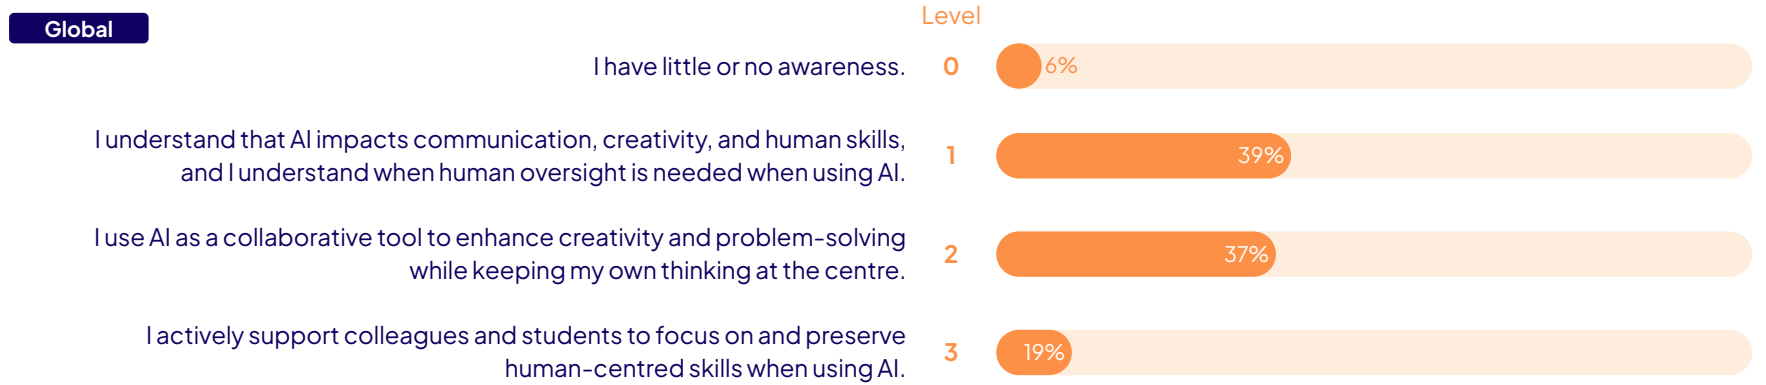 Global
Level
I have little or no awareness.
0
6%
I understand that AI impacts communication, creativity, and human skills,
and I understand when human oversight is needed when using AI.
1
39%
I use AI as a collaborative tool to enhance creativity and problem-solving
while keeping my own thinking at the centre.
2
37%
I actively support colleagues and students to focus on and preserve
human-centred skills when using AI.
3
19%